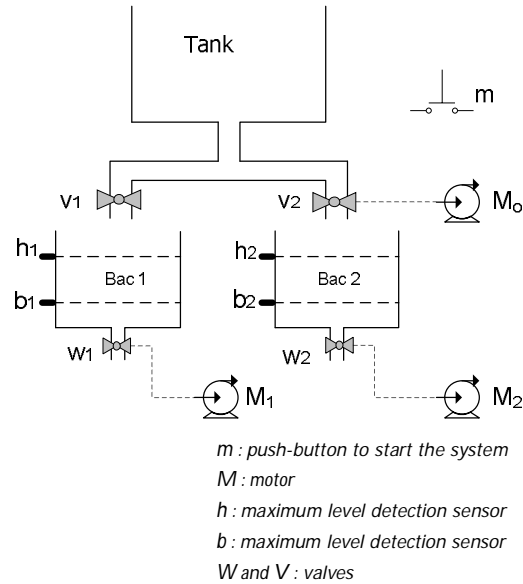 Tank
m
V1
V2
Mo
h1
Bac 1
b1
h2
Bac 2
b2
W1
W2
M1
M2
m : push-button to start the system
M : motor
h : maximum level detection sensor
b : maximum level detection sensor
W and V : valves